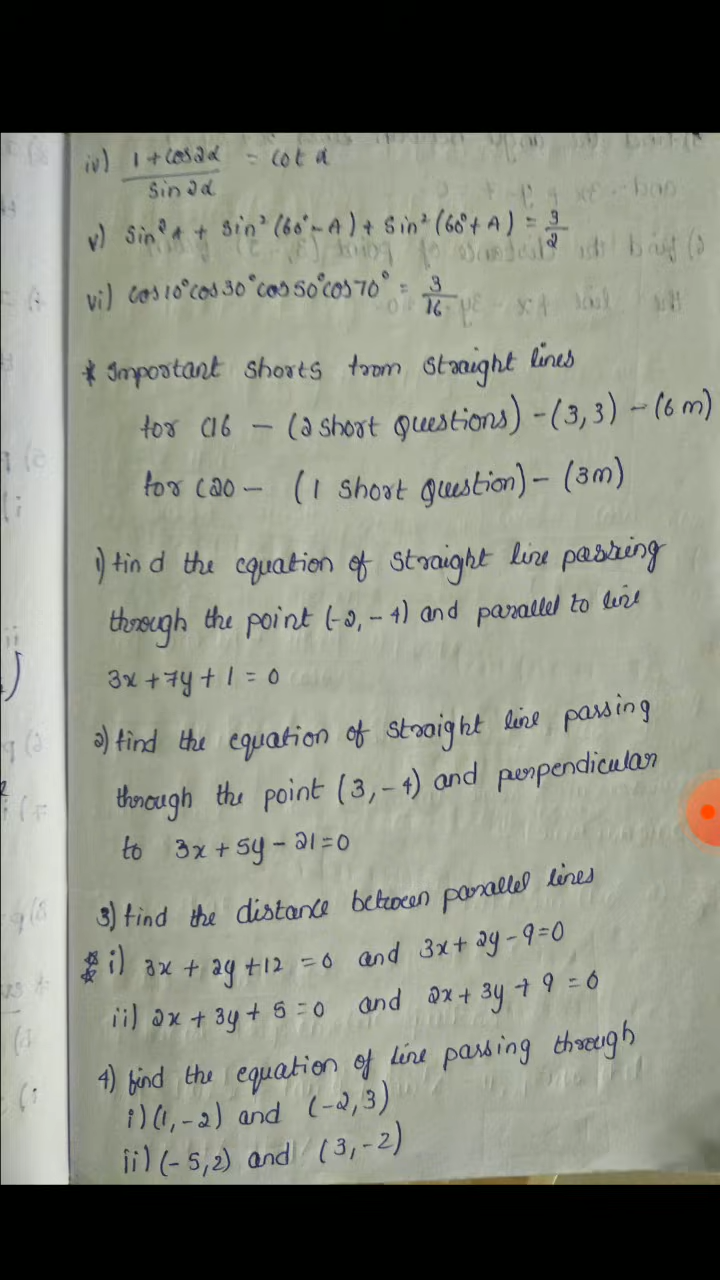 iv) 1+cos2α / sin2α = cot α
v) sin²A + sin²(60°-A) + sin²(60°+A) = 3/2
vi) cos10°cos30°cos50°cos70° = 3/16
* Important shorts from straight lines
for C16 - (2 short Questions) - (3,3) - (6m)
for C20 - (1 short Question) - (3m)
1) find the equation of straight line passing
through the point (-2,-4) and parallel to line
3x+7y+1=0
2) find the equation of straight line passing
through the point (3,-4) and perpendicular
to 3x+5y-21=0
3) find the distance between parallel lines
** i) 3x+2y+12=0 and 3x+2y-9=0
ii) 2x+3y+5=0 and 2x+3y+9=0
4) find the equation of line passing through
i) (1,-2) and (-2,3)
ii) (-5,2) and (3,-2)